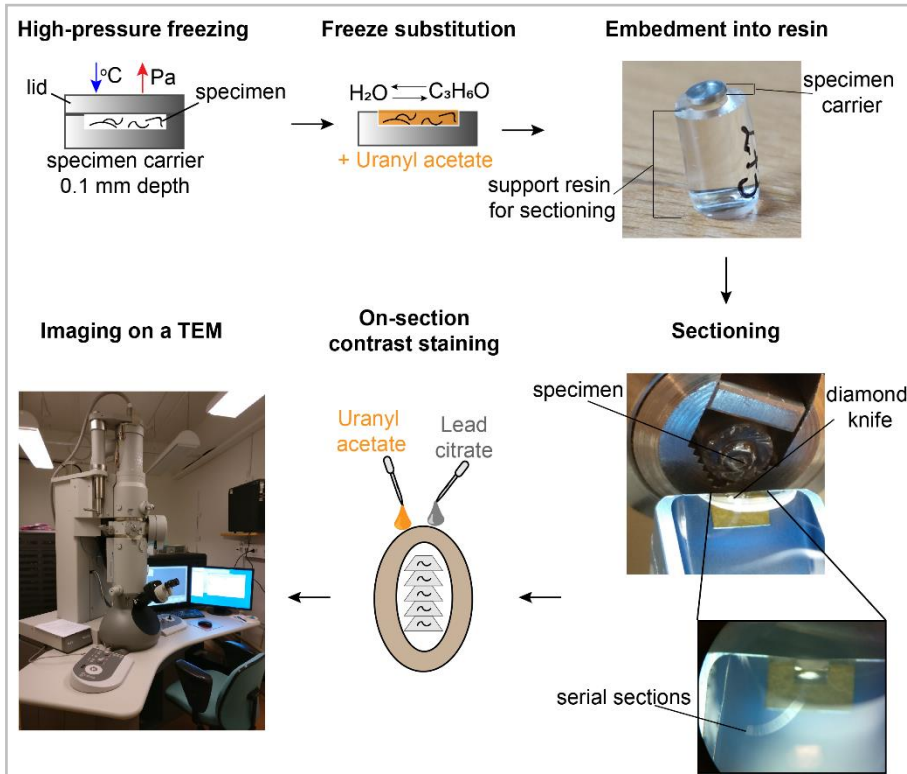 High-pressure freezing
Freeze substitution
Embedment into resin
°C
Pa
lid
specimen
specimen carrier
0.1 mm depth
H₂O
C₃H₆O
+ Uranyl acetate
specimen
carrier
support resin
for sectioning
Imaging on a TEM
On-section
contrast staining
Sectioning
Uranyl
acetate
Lead
citrate
specimen
diamond
knife
serial sections